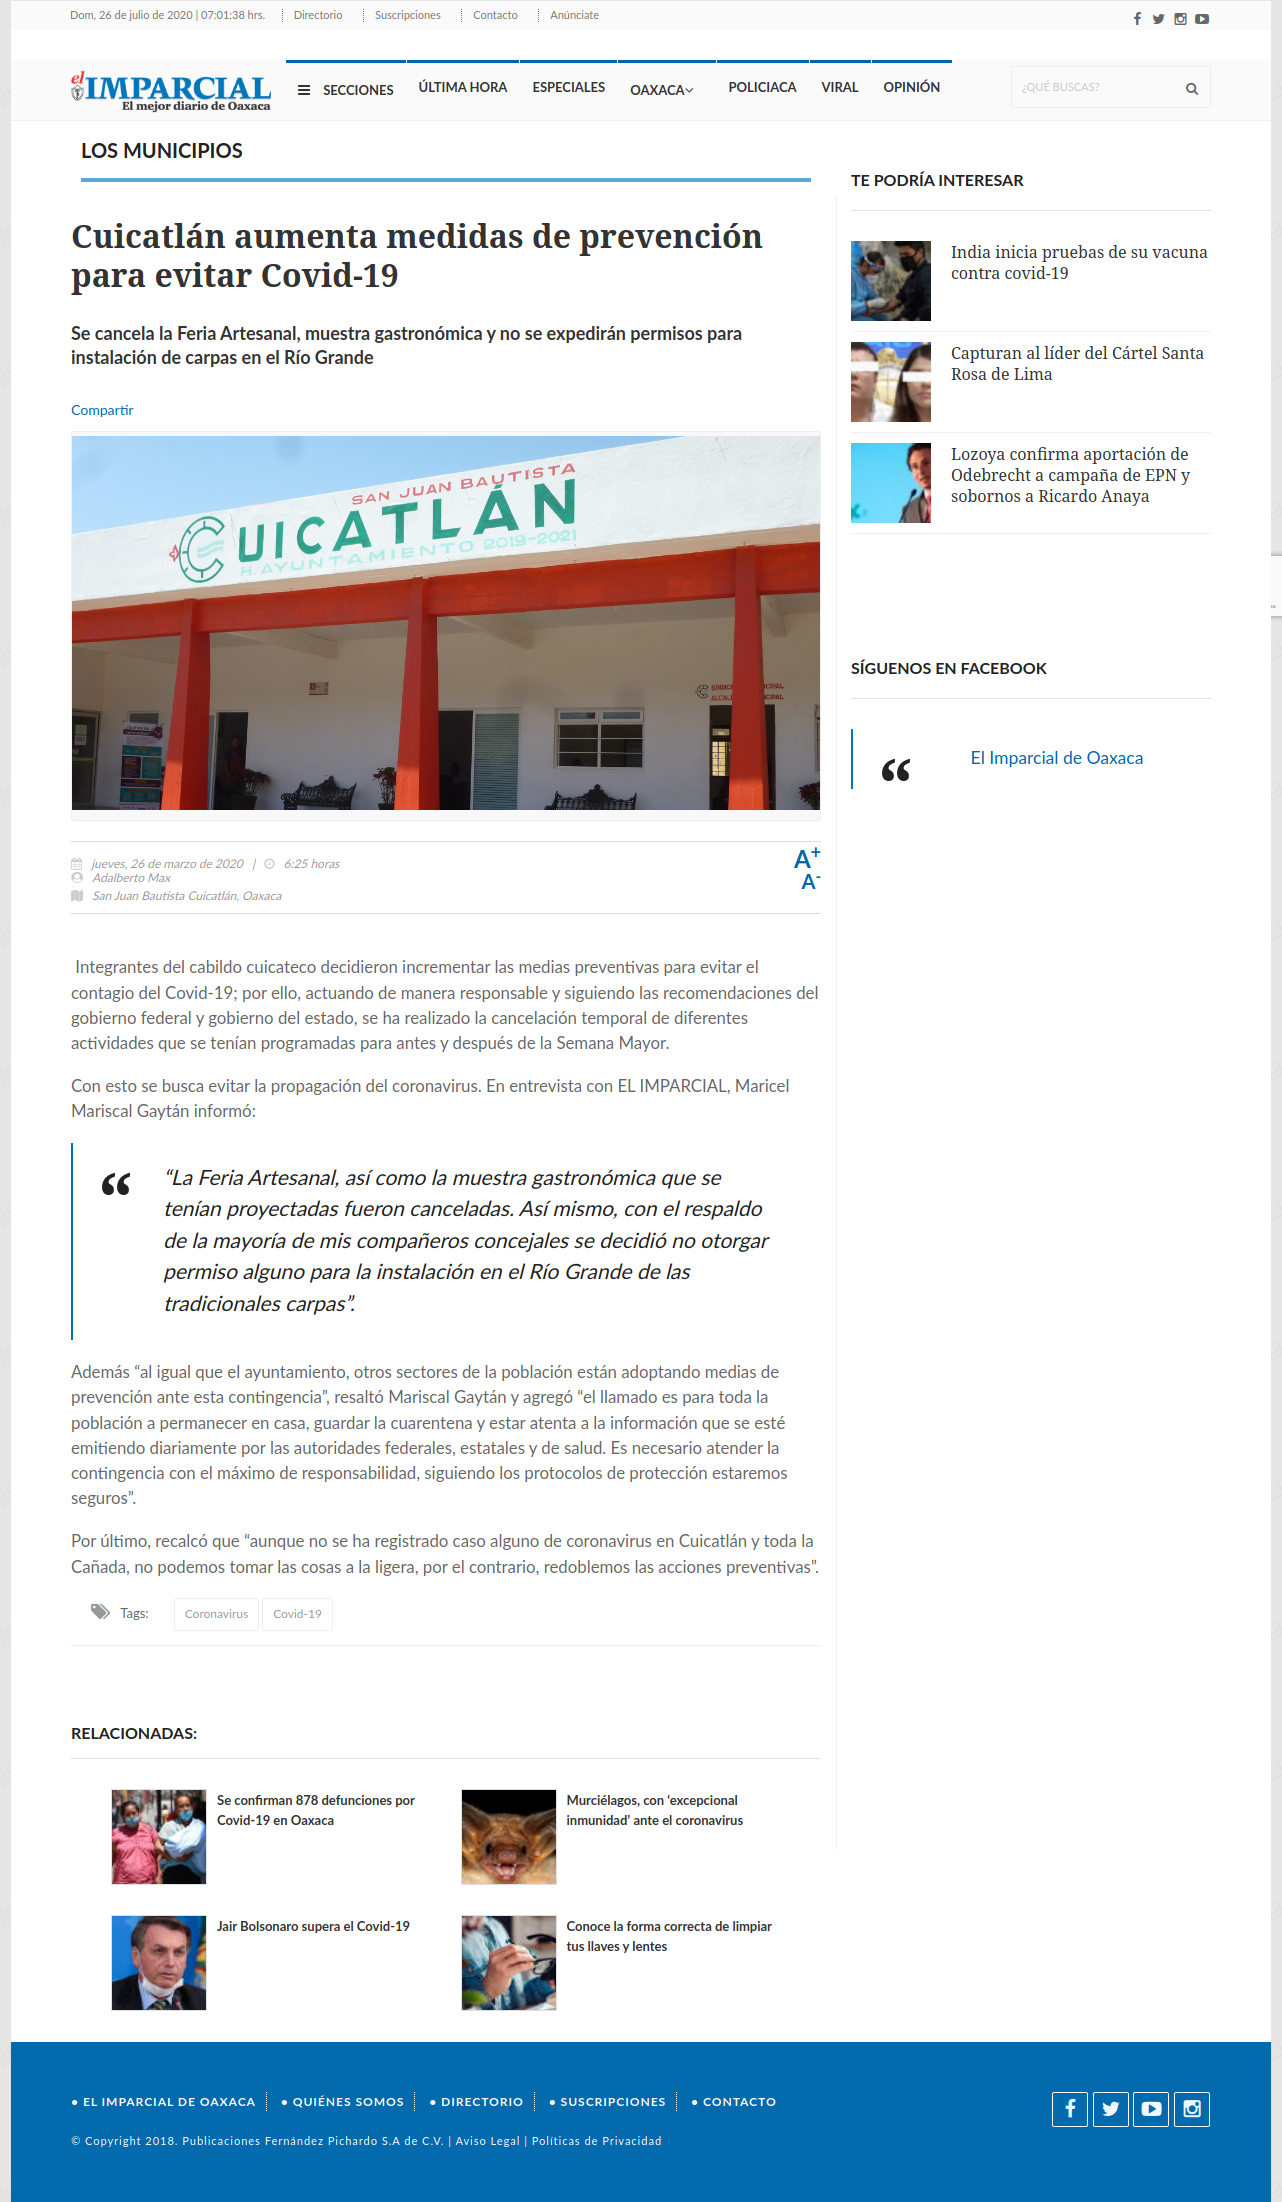 Dom, 26 de julio de 2020 | 07:01:38 hrs.
Directorio
Suscripciones
Contacto
Anúnciate
el IMPARCIAL
El mejor diario de Oaxaca
SECCIONES
ÚLTIMA HORA
ESPECIALES
OAXACA
POLICIACA
VIRAL
OPINIÓN
¿QUÉ BUSCAS?
LOS MUNICIPIOS
Cuicatlán aumenta medidas de prevención
para evitar Covid-19
Se cancela la Feria Artesanal, muestra gastronómica y no se expedirán permisos para
instalación de carpas en el Río Grande
Compartir
SAN JUAN BAUTISTA
CUICATLÁN
H. AYUNTAMIENTO 2019-2021
jueves, 26 de marzo de 2020 | 6:25 horas
Adalberto Max
San Juan Bautista Cuicatlán, Oaxaca
A+
A-
Integrantes del cabildo cuicateco decidieron incrementar las medias preventivas para evitar el
contagio del Covid-19; por ello, actuando de manera responsable y siguiendo las recomendaciones del
gobierno federal y gobierno del estado, se ha realizado la cancelación temporal de diferentes
actividades que se tenían programadas para antes y después de la Semana Mayor.
Con esto se busca evitar la propagación del coronavirus. En entrevista con EL IMPARCIAL, Maricel
Mariscal Gaytán informó:
“
“La Feria Artesanal, así como la muestra gastronómica que se
tenían proyectadas fueron canceladas. Así mismo, con el respaldo
de la mayoría de mis compañeros concejales se decidió no otorgar
permiso alguno para la instalación en el Río Grande de las
tradicionales carpas”.
Además “al igual que el ayuntamiento, otros sectores de la población están adoptando medias de
prevención ante esta contingencia”, resaltó Mariscal Gaytán y agregó “el llamado es para toda la
población a permanecer en casa, guardar la cuarentena y estar atenta a la información que se esté
emitiendo diariamente por las autoridades federales, estatales y de salud. Es necesario atender la
contingencia con el máximo de responsabilidad, siguiendo los protocolos de protección estaremos
seguros”.
Por último, recalcó que “aunque no se ha registrado caso alguno de coronavirus en Cuicatlán y toda la
Cañada, no podemos tomar las cosas a la ligera, por el contrario, redoblemos las acciones preventivas”.
Tags:
Coronavirus
Covid-19
RELACIONADAS:
Se confirman 878 defunciones por
Covid-19 en Oaxaca
Murciélagos, con ‘excepcional
inmunidad’ ante el coronavirus
Jair Bolsonaro supera el Covid-19
Conoce la forma correcta de limpiar
tus llaves y lentes
TE PODRÍA INTERESAR
India inicia pruebas de su vacuna
contra covid-19
Capturan al líder del Cártel Santa
Rosa de Lima
Lozoya confirma aportación de
Odebrecht a campaña de EPN y
sobornos a Ricardo Anaya
SÍGUENOS EN FACEBOOK
“
El Imparcial de Oaxaca
• EL IMPARCIAL DE OAXACA
• QUIÉNES SOMOS
• DIRECTORIO
• SUSCRIPCIONES
• CONTACTO
© Copyright 2018. Publicaciones Fernández Pichardo S.A de C.V. | Aviso Legal | Políticas de Privacidad